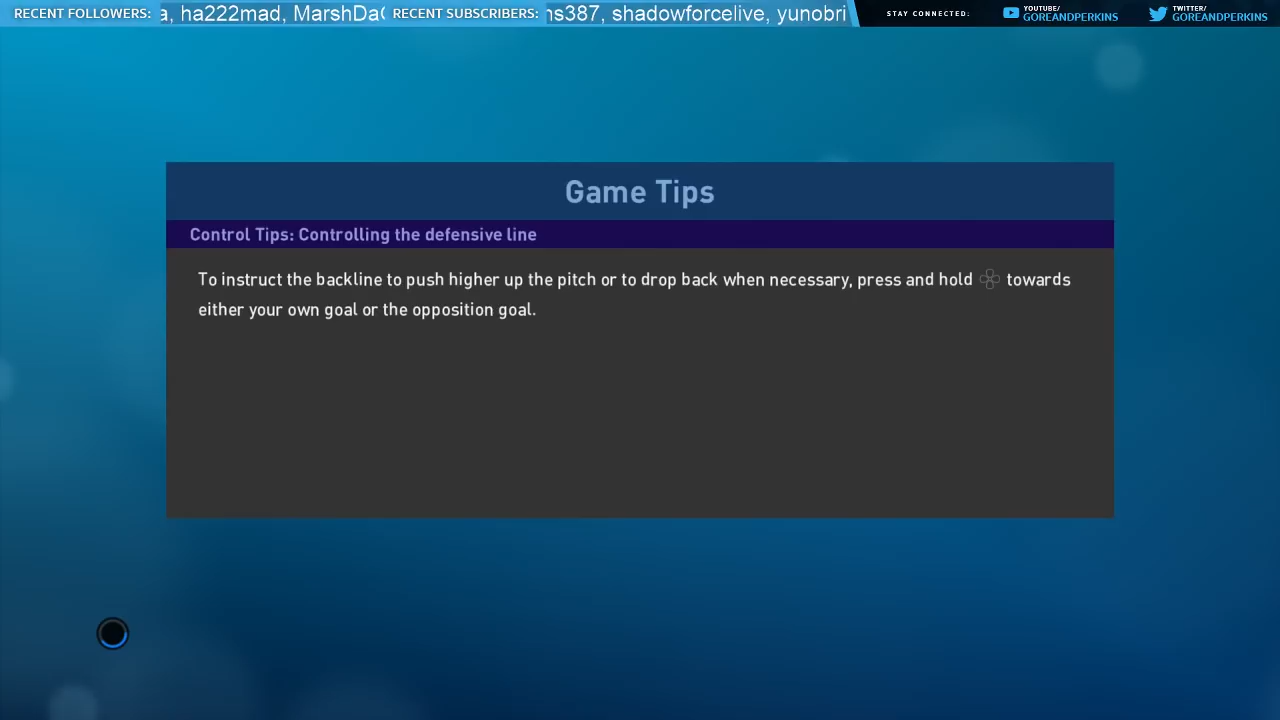 RECENT FOLLOWERS: a, ha222mad, MarshDa RECENT SUBSCRIBERS: ns387, shadowforcelive, yunobri STAY CONNECTED: YOUTUBE/ GOREANDPERKINS TWITTER/ GOREANDPERKINS
Game Tips
Control Tips: Controlling the defensive line
To instruct the backline to push higher up the pitch or to drop back when necessary, press and hold towards
either your own goal or the opposition goal.